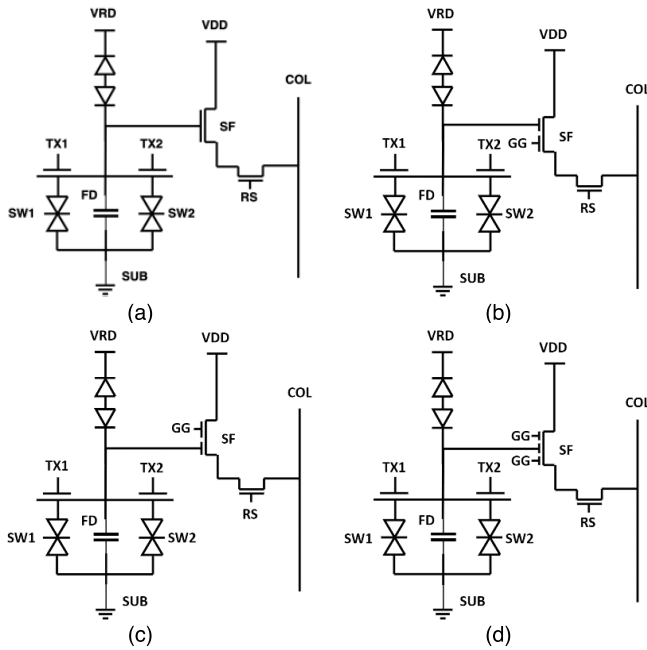 VRD
VDD
COL
SF
TX1
TX2
RS
FD
SW1
SW2
SUB
(a)
VRD
VDD
COL
GG
SF
TX1
TX2
RS
FD
SW1
SW2
SUB
(b)
VRD
VDD
COL
GG
SF
TX1
TX2
RS
FD
SW1
SW2
SUB
(c)
VRD
VDD
COL
GG
SF
GG
TX1
TX2
RS
FD
SW1
SW2
SUB
(d)